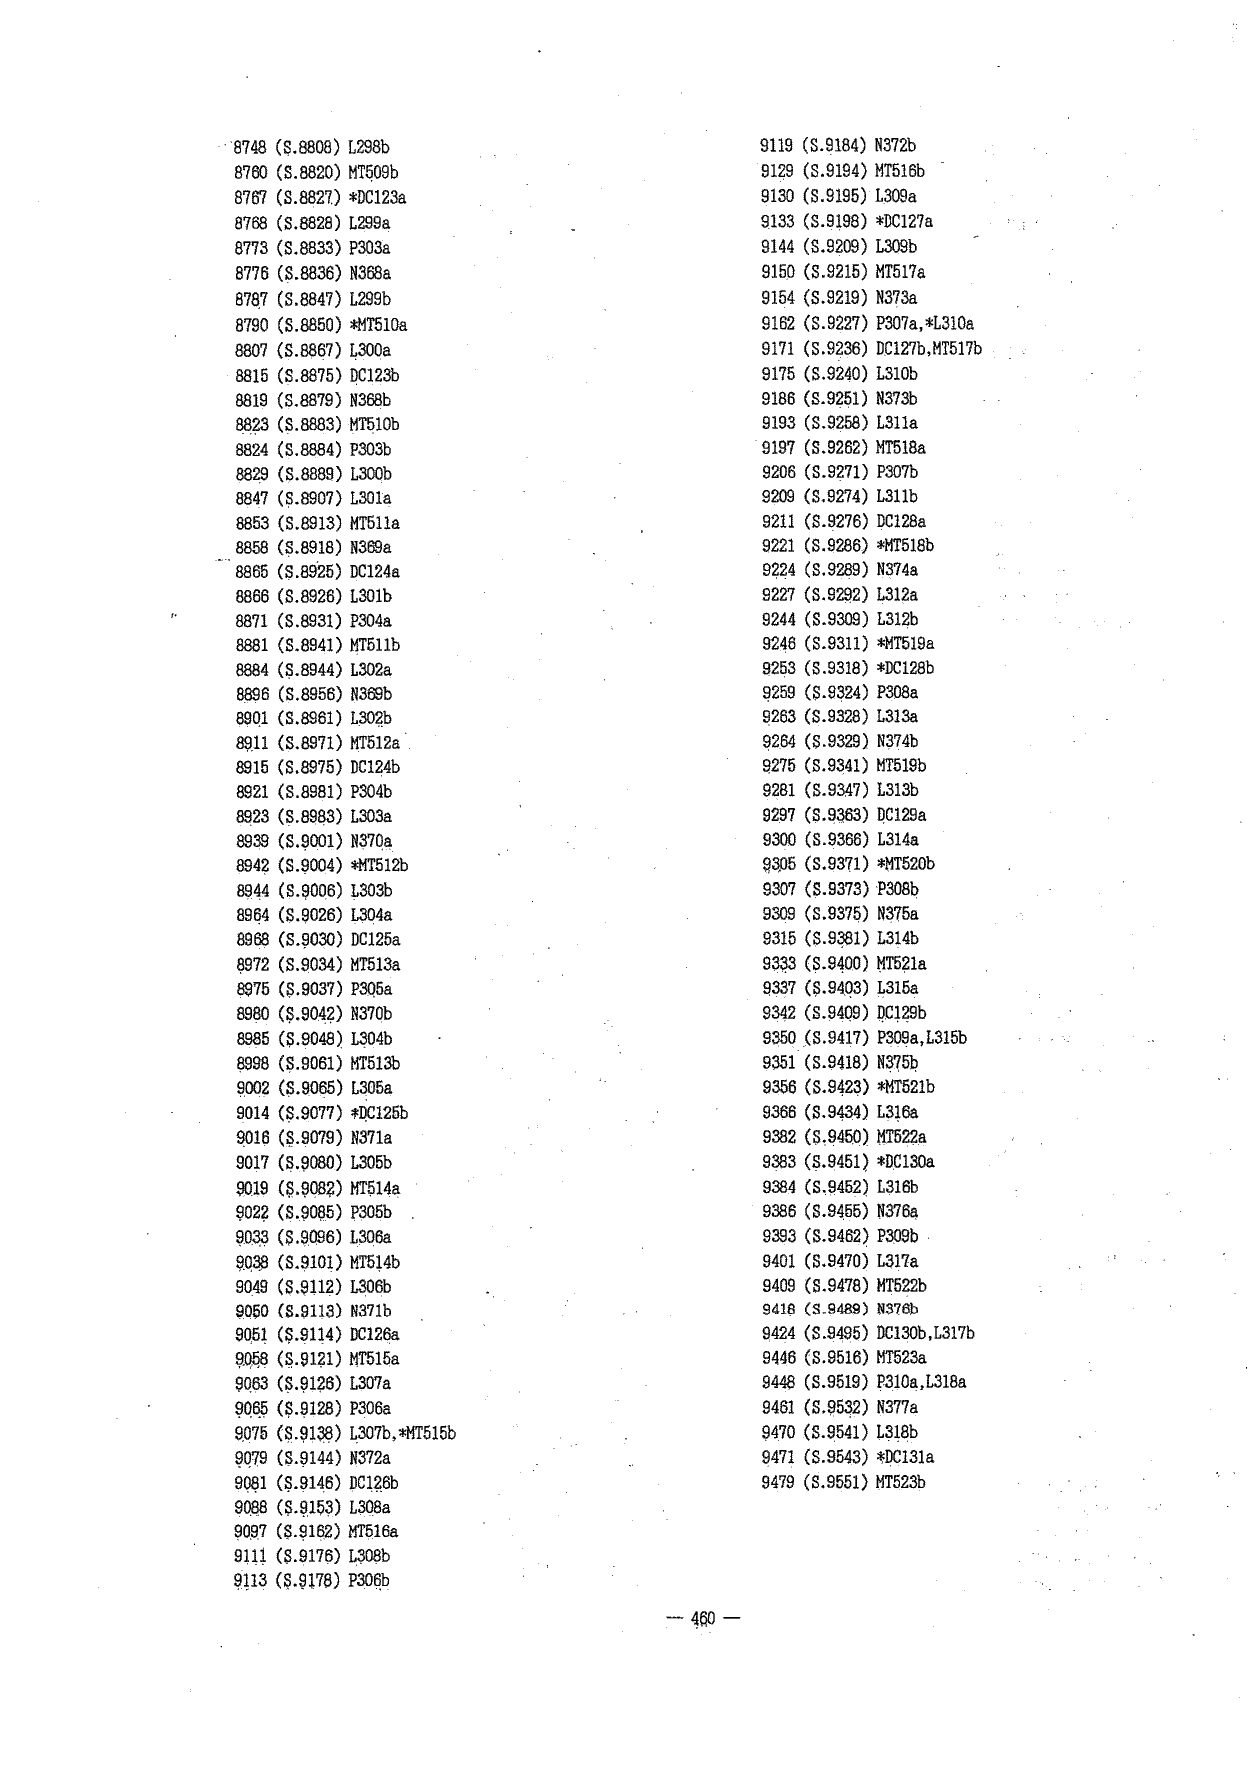 8748 (S.8808) L298b
8760 (S.8820) MT509b
8767 (S.8827) *DC123a
8768 (S.8828) L299a
8773 (S.8833) P303a
8776 (S.8836) N368a
8787 (S.8847) L299b
8790 (S.8850) *MT510a
8807 (S.8867) L300a
8815 (S.8875) DC123b
8819 (S.8879) N368b
8823 (S.8883) MT510b
8824 (S.8884) P303b
8829 (S.8889) L300b
8847 (S.8907) L301a
8853 (S.8913) MT511a
8858 (S.8918) N369a
8865 (S.8925) DC124a
8866 (S.8926) L301b
8871 (S.8931) P304a
8881 (S.8941) MT511b
8884 (S.8944) L302a
8896 (S.8956) N369b
8901 (S.8961) L302b
8911 (S.8971) MT512a
8915 (S.8975) DC124b
8921 (S.8981) P304b
8923 (S.8983) L303a
8939 (S.9001) N370a
8942 (S.9004) *MT512b
8944 (S.9006) L303b
8964 (S.9026) L304a
8968 (S.9030) DC125a
8972 (S.9034) MT513a
8975 (S.9037) P305a
8980 (S.9042) N370b
8985 (S.9048) L304b
8998 (S.9061) MT513b
9002 (S.9065) L305a
9014 (S.9077) *DC125b
9016 (S.9079) N371a
9017 (S.9080) L305b
9019 (S.9082) MT514a
9022 (S.9085) P305b
9033 (S.9096) L306a
9038 (S.9101) MT514b
9049 (S.9112) L306b
9050 (S.9113) N371b
9051 (S.9114) DC126a
9058 (S.9121) MT515a
9063 (S.9126) L307a
9065 (S.9128) P306a
9075 (S.9138) L307b,*MT515b
9079 (S.9144) N372a
9081 (S.9146) DC126b
9088 (S.9153) L308a
9097 (S.9162) MT516a
9111 (S.9176) L308b
9113 (S.9178) P306b
9119 (S.9184) N372b
9129 (S.9194) MT516b
9130 (S.9195) L309a
9133 (S.9198) *DC127a
9144 (S.9209) L309b
9150 (S.9215) MT517a
9154 (S.9219) N373a
9162 (S.9227) P307a,*L310a
9171 (S.9236) DC127b,MT517b
9175 (S.9240) L310b
9186 (S.9251) N373b
9193 (S.9258) L311a
9197 (S.9262) MT518a
9206 (S.9271) P307b
9209 (S.9274) L311b
9211 (S.9276) DC128a
9221 (S.9286) *MT518b
9224 (S.9289) N374a
9227 (S.9292) L312a
9244 (S.9309) L312b
9246 (S.9311) *MT519a
9253 (S.9318) *DC128b
9259 (S.9324) P308a
9263 (S.9328) L313a
9264 (S.9329) N374b
9275 (S.9341) MT519b
9281 (S.9347) L313b
9297 (S.9363) DC129a
9300 (S.9366) L314a
9305 (S.9371) *MT520b
9307 (S.9373) P308b
9309 (S.9375) N375a
9315 (S.9381) L314b
9333 (S.9400) MT521a
9337 (S.9403) L315a
9342 (S.9409) DC129b
9350 (S.9417) P309a,L315b
9351 (S.9418) N375b
9356 (S.9423) *MT521b
9366 (S.9434) L316a
9382 (S.9450) MT522a
9383 (S.9451) *DC130a
9384 (S.9452) L316b
9386 (S.9455) N376a
9393 (S.9462) P309b
9401 (S.9470) L317a
9409 (S.9478) MT522b
9418 (S.9489) N376b
9424 (S.9495) DC130b,L317b
9446 (S.9516) MT523a
9448 (S.9519) P310a,L318a
9461 (S.9532) N377a
9470 (S.9541) L318b
9471 (S.9543) *DC131a
9479 (S.9551) MT523b
— 460 —